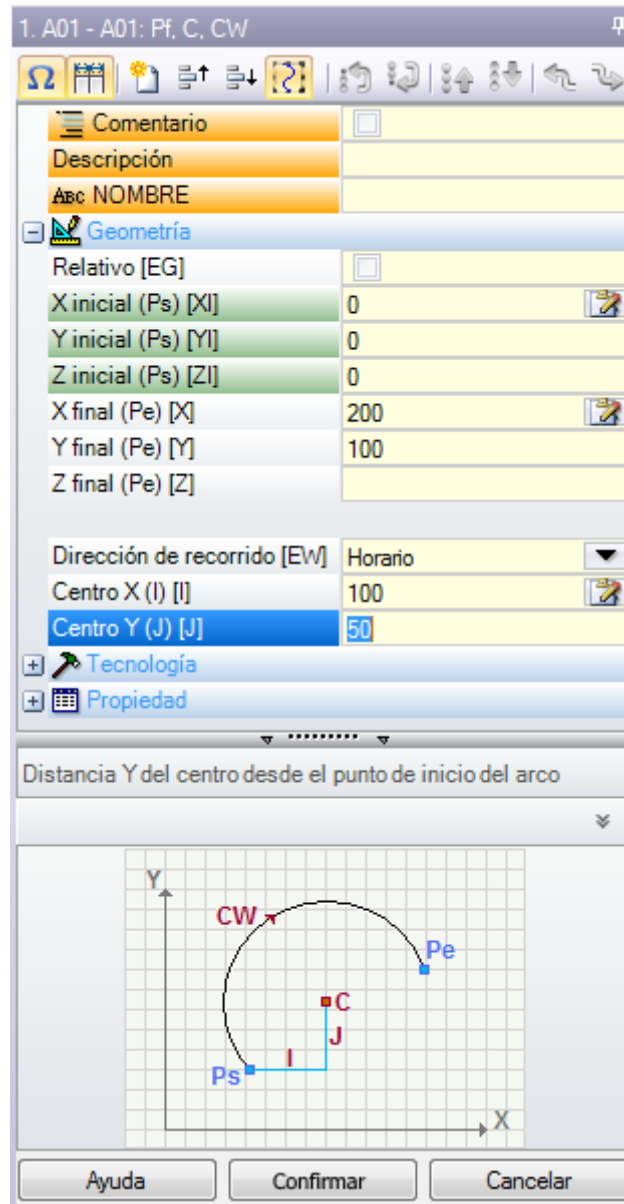 1. A01 - A01: Pf, C, CW
Ω
Comentario
Descripción
ABC NOMBRE
Geometría
Relativo [EG]
X inicial (Ps) [XI] 0
Y inicial (Ps) [YI] 0
Z inicial (Ps) [ZI] 0
X final (Pe) [X] 200
Y final (Pe) [Y] 100
Z final (Pe) [Z]
Dirección de recorrido [EW] Horario
Centro X (I) [I] 100
Centro Y (J) [J] 50
Tecnología
Propiedad
Distancia Y del centro desde el punto de inicio del arco
Y
CW
Pe
C
J
I
Ps
X
Ayuda Confirmar Cancelar